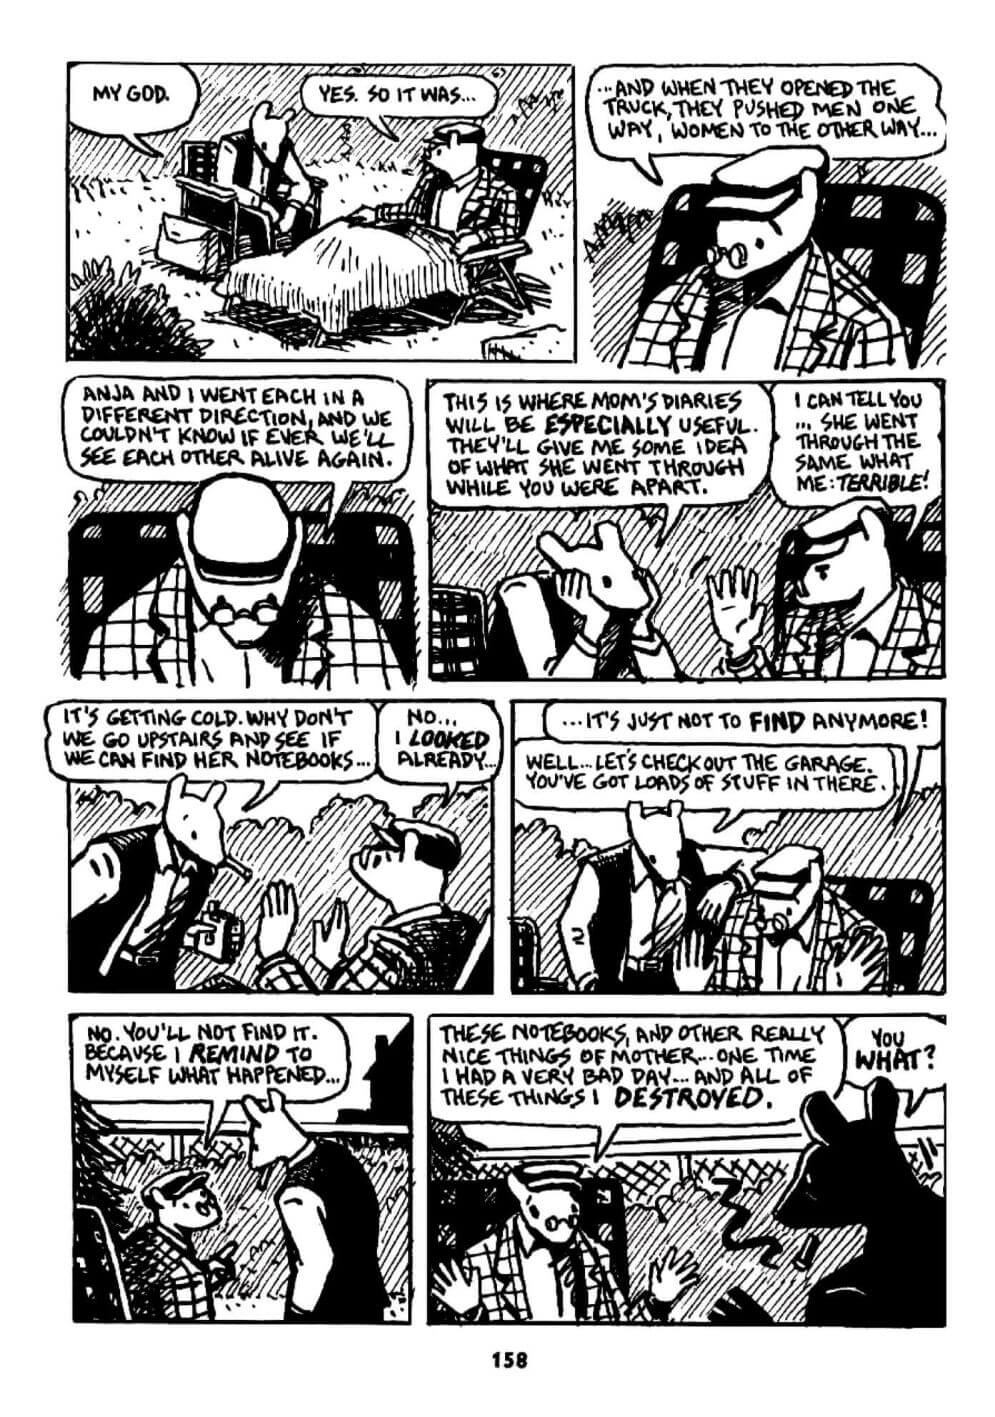 MY GOD.
YES. SO IT WAS...
...AND WHEN THEY OPENED THE
TRUCK, THEY PUSHED MEN ONE
WAY, WOMEN TO THE OTHER WAY...
ANJA AND I WENT EACH IN A
DIFFERENT DIRECTION, AND WE
COULDN'T KNOW IF EVER WE'LL
SEE EACH OTHER ALIVE AGAIN.
THIS IS WHERE MOM'S DIARIES
WILL BE ESPECIALLY USEFUL.
THEY'LL GIVE ME SOME IDEA
OF WHAT SHE WENT THROUGH
WHILE YOU WERE APART.
I CAN TELL YOU
... SHE WENT
THROUGH THE
SAME WHAT
ME: TERRIBLE!
IT'S GETTING COLD. WHY DON'T
WE GO UPSTAIRS AND SEE IF
WE CAN FIND HER NOTEBOOKS...
NO...
I LOOKED
ALREADY...
...IT'S JUST NOT TO FIND ANYMORE!
WELL... LET'S CHECK OUT THE GARAGE.
YOU'VE GOT LOADS OF STUFF IN THERE.
NO. YOU'LL NOT FIND IT.
BECAUSE I REMIND TO
MYSELF WHAT HAPPENED...
THESE NOTEBOOKS, AND OTHER REALLY
NICE THINGS OF MOTHER... ONE TIME
I HAD A VERY BAD DAY... AND ALL OF
THESE THINGS I DESTROYED.
YOU
WHAT?
158